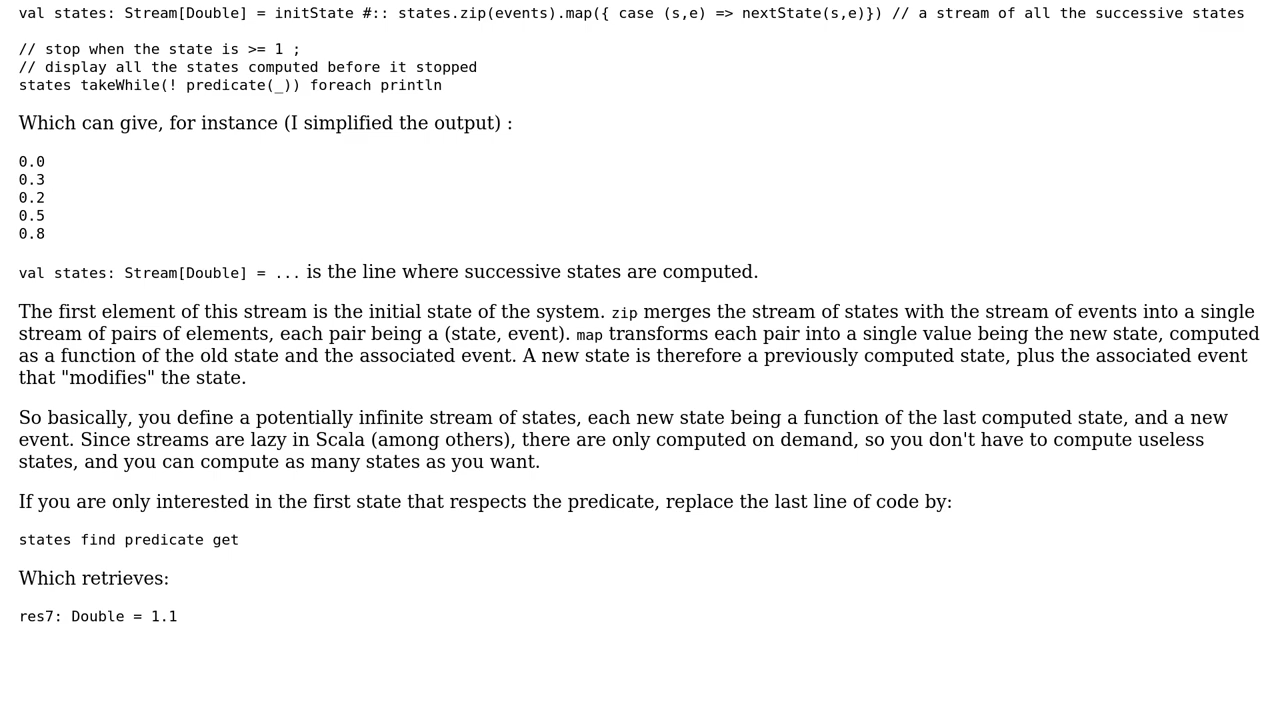 val states: Stream[Double] = initState #:: states.zip(events).map({ case (s,e) => nextState(s,e)}) // a stream of all the successive states
// stop when the state is >= 1 ;
// display all the states computed before it stopped
states takeWhile(! predicate(_)) foreach println
Which can give, for instance (I simplified the output) :
0.0
0.3
0.2
0.5
0.8
val states: Stream[Double] = ... is the line where successive states are computed.
The first element of this stream is the initial state of the system. zip merges the stream of states with the stream of events into a single
stream of pairs of elements, each pair being a (state, event). map transforms each pair into a single value being the new state, computed
as a function of the old state and the associated event. A new state is therefore a previously computed state, plus the associated event
that "modifies" the state.
So basically, you define a potentially infinite stream of states, each new state being a function of the last computed state, and a new
event. Since streams are lazy in Scala (among others), there are only computed on demand, so you don't have to compute useless
states, and you can compute as many states as you want.
If you are only interested in the first state that respects the predicate, replace the last line of code by:
states find predicate get
Which retrieves:
res7: Double = 1.1